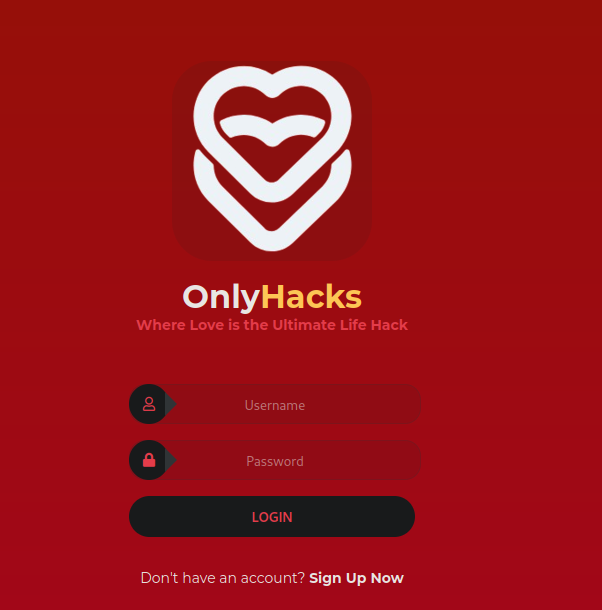 OnlyHacks
Where Love is the Ultimate Life Hack
Username
Password
LOGIN
Don't have an account? Sign Up Now